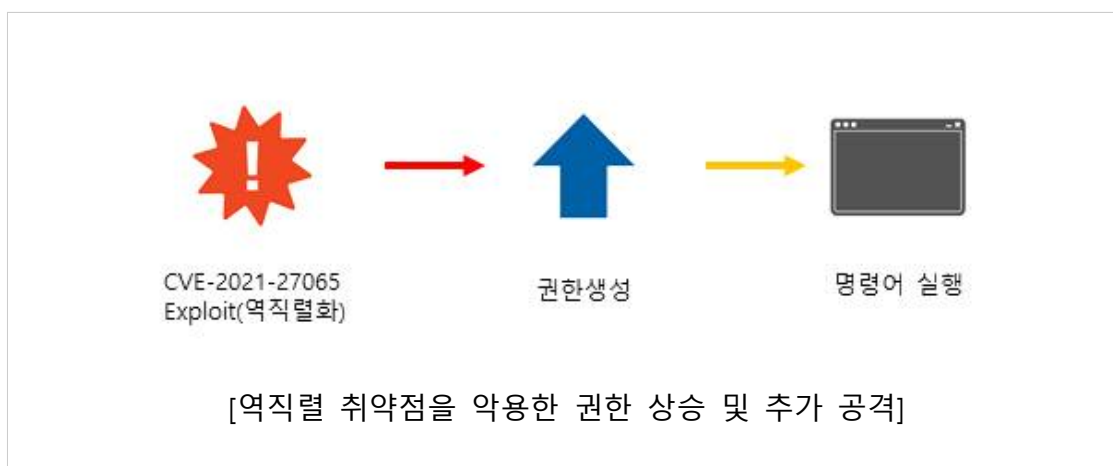 !
CVE-2021-27065
Exploit(역직렬화)
권한생성
명령어 실행
[역직렬 취약점을 악용한 권한 상승 및 추가 공격]